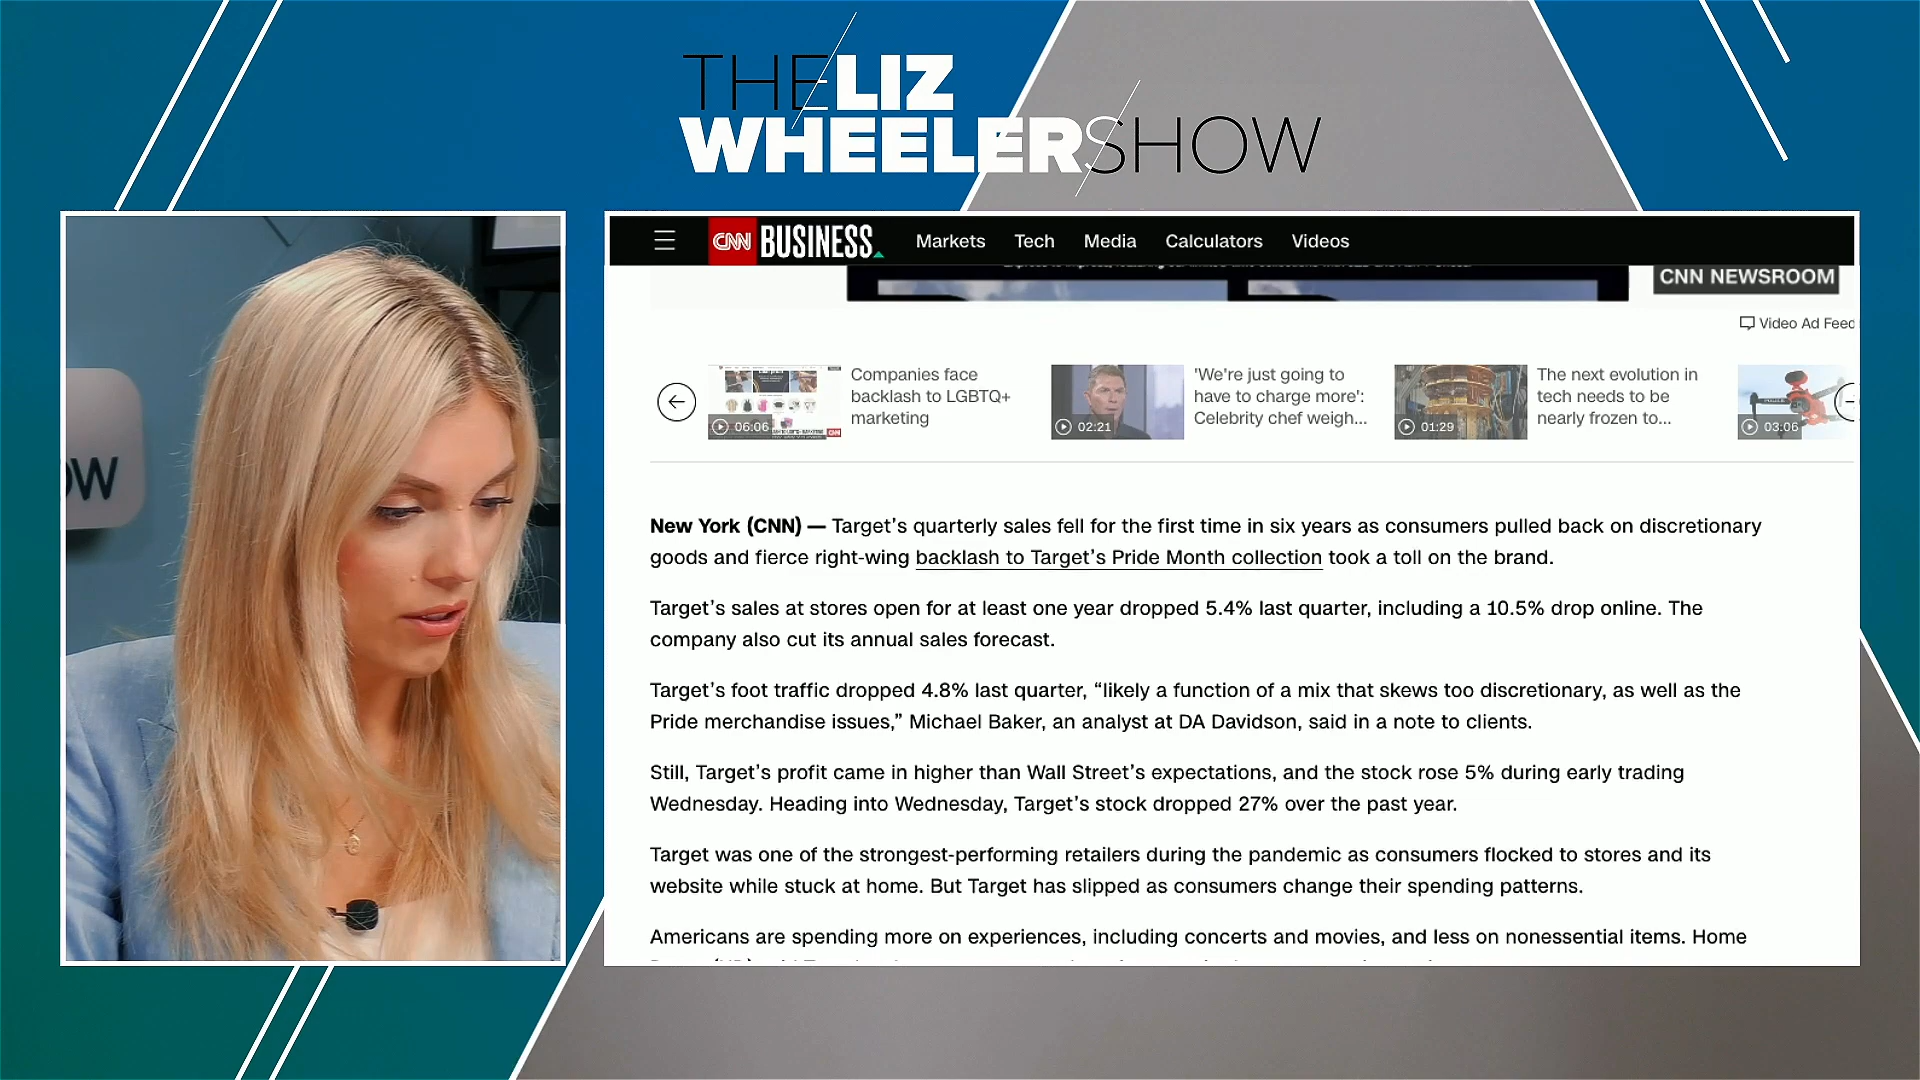 THE LIZ
WHEELER SHOW
OW
CNN BUSINESS
Markets Tech Media Calculators Videos
CNN NEWSROOM
Video Ad Feed
Companies face
backlash to LGBTQ+
marketing
06:06
'We're just going to
have to charge more':
Celebrity chef weigh...
02:21
The next evolution in
tech needs to be
nearly frozen to...
01:29
03:06
New York (CNN) — Target's quarterly sales fell for the first time in six years as consumers pulled back on discretionary
goods and fierce right-wing backlash to Target's Pride Month collection took a toll on the brand.
Target's sales at stores open for at least one year dropped 5.4% last quarter, including a 10.5% drop online. The
company also cut its annual sales forecast.
Target's foot traffic dropped 4.8% last quarter, “likely a function of a mix that skews too discretionary, as well as the
Pride merchandise issues,” Michael Baker, an analyst at DA Davidson, said in a note to clients.
Still, Target's profit came in higher than Wall Street's expectations, and the stock rose 5% during early trading
Wednesday. Heading into Wednesday, Target's stock dropped 27% over the past year.
Target was one of the strongest-performing retailers during the pandemic as consumers flocked to stores and its
website while stuck at home. But Target has slipped as consumers change their spending patterns.
Americans are spending more on experiences, including concerts and movies, and less on nonessential items. Home